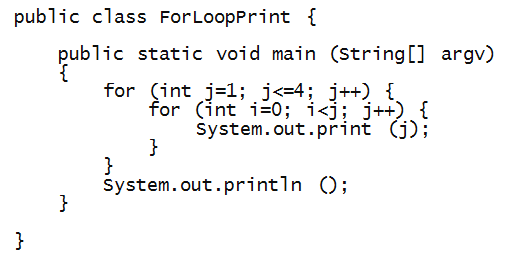 public class ForLoopPrint {
    public static void main (String[] argv)
    {
        for (int j=1; j<=4; j++) {
            for (int i=0; i<j; j++) {
                System.out.print (j);
            }
        }
        System.out.println ();
    }
}